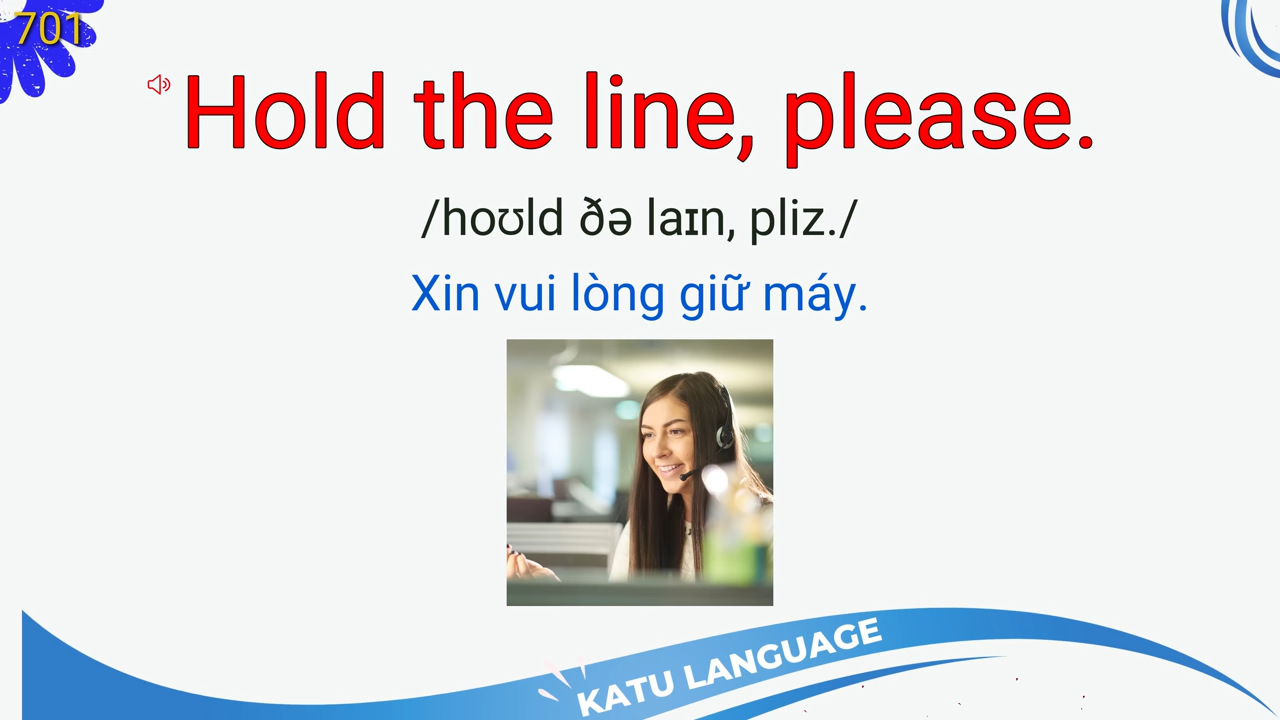 701
Hold the line, please.
/hoʊld ðə laɪn, pliz./
Xin vui lòng giữ máy.
KATU LANGUAGE